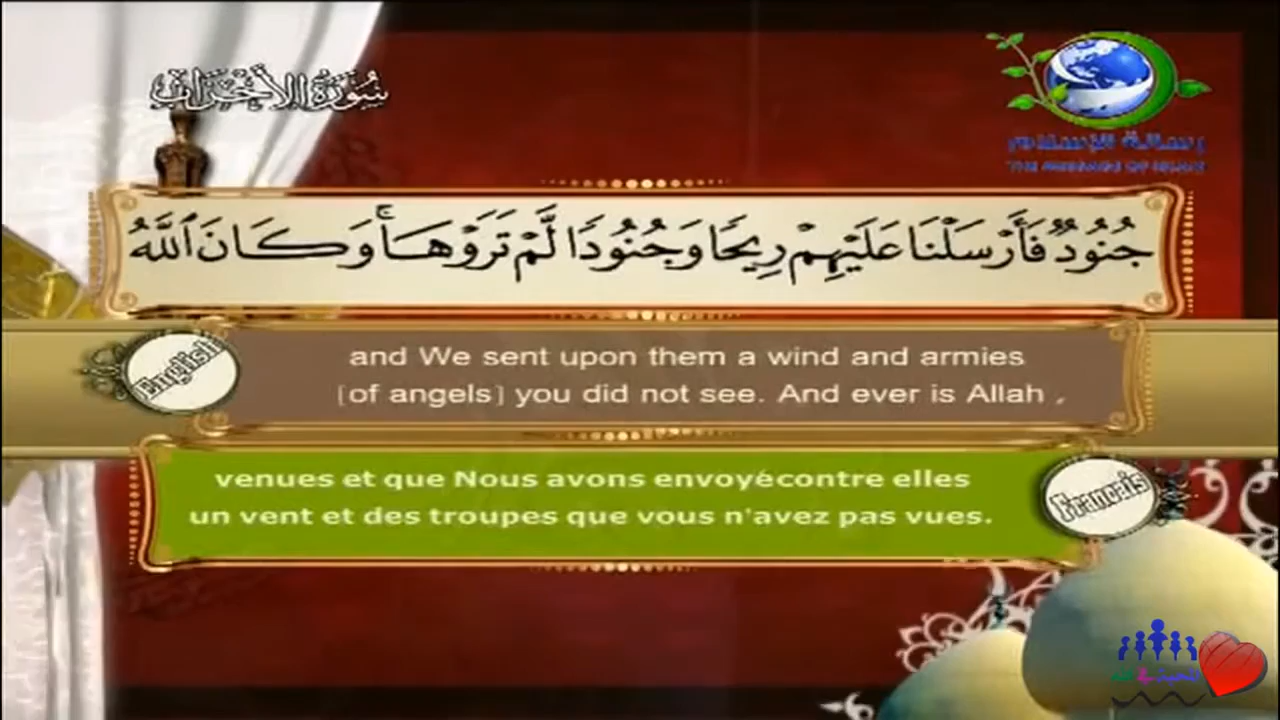 سُورَةُ الأَحْزَابِ
رسالة الإسلام
THE MESSAGE OF ISLAM
جُنُودٌ فَأَرْسَلْنَا عَلَيْهِمْ رِيحًا وَجُنُودًا لَّمْ تَرَوْهَا ۚ وَكَانَ ٱللَّهُ
English
and We sent upon them a wind and armies
[of angels] you did not see. And ever is Allah ,
Français
venues et que Nous avons envoyécontre elles
un vent et des troupes que vous n'avez pas vues.